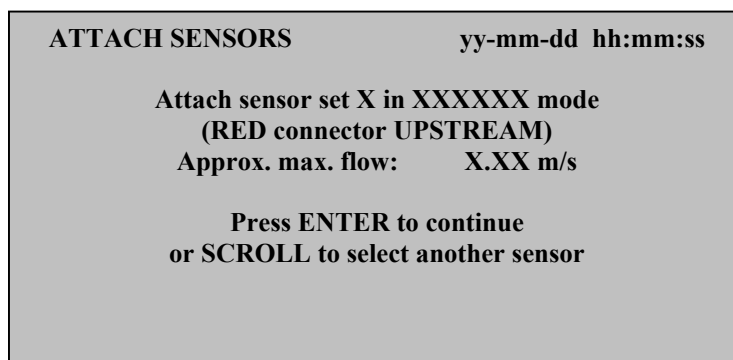 ATTACH SENSORS yy-mm-dd hh:mm:ss
Attach sensor set X in XXXXXX mode
(RED connector UPSTREAM)
Approx. max. flow: X.XX m/s
Press ENTER to continue
or SCROLL to select another sensor